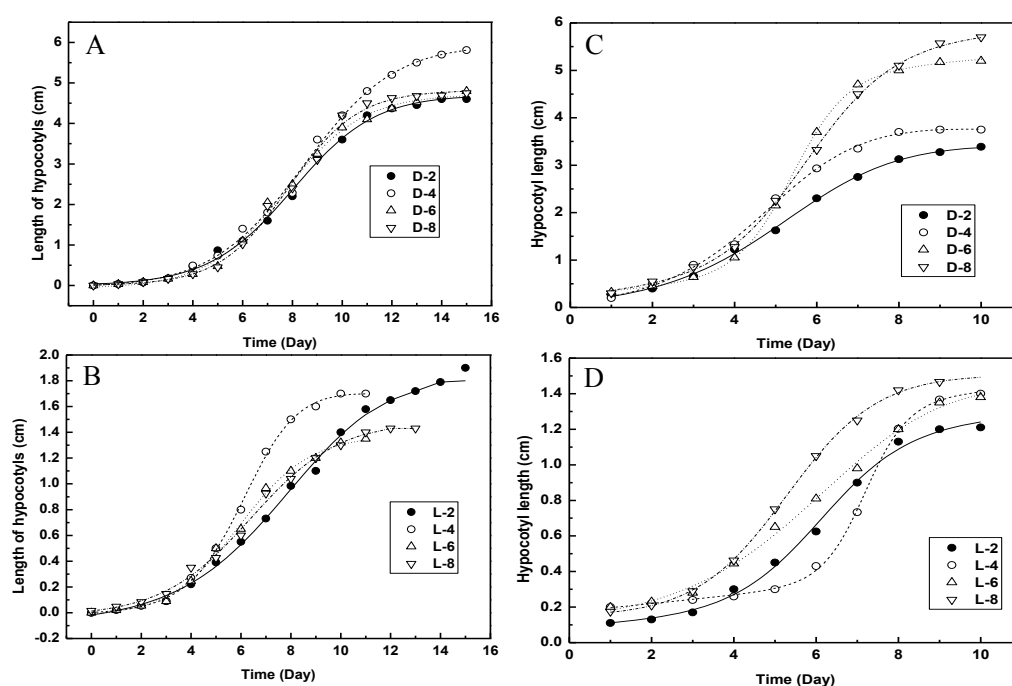 A
Length of hypocotyls (cm)
6
5
4
3
2
1
0
D-2
D-4
D-6
D-8
0 2 4 6 8 10 12 14 16
Time (Day)
C
Hypocotyl length (cm)
6
5
4
3
2
1
0
D-2
D-4
D-6
D-8
0 2 4 6 8 10
Time (Day)
B
Length of hypocotyls (cm)
2.0
1.8
1.6
1.4
1.2
1.0
0.8
0.6
0.4
0.2
0.0
-0.2
L-2
L-4
L-6
L-8
0 2 4 6 8 10 12 14 16
Time (Day)
D
Hypocotyl length (cm)
1.6
1.4
1.2
1.0
0.8
0.6
0.4
0.2
0.0
L-2
L-4
L-6
L-8
0 2 4 6 8 10
Time (Day)